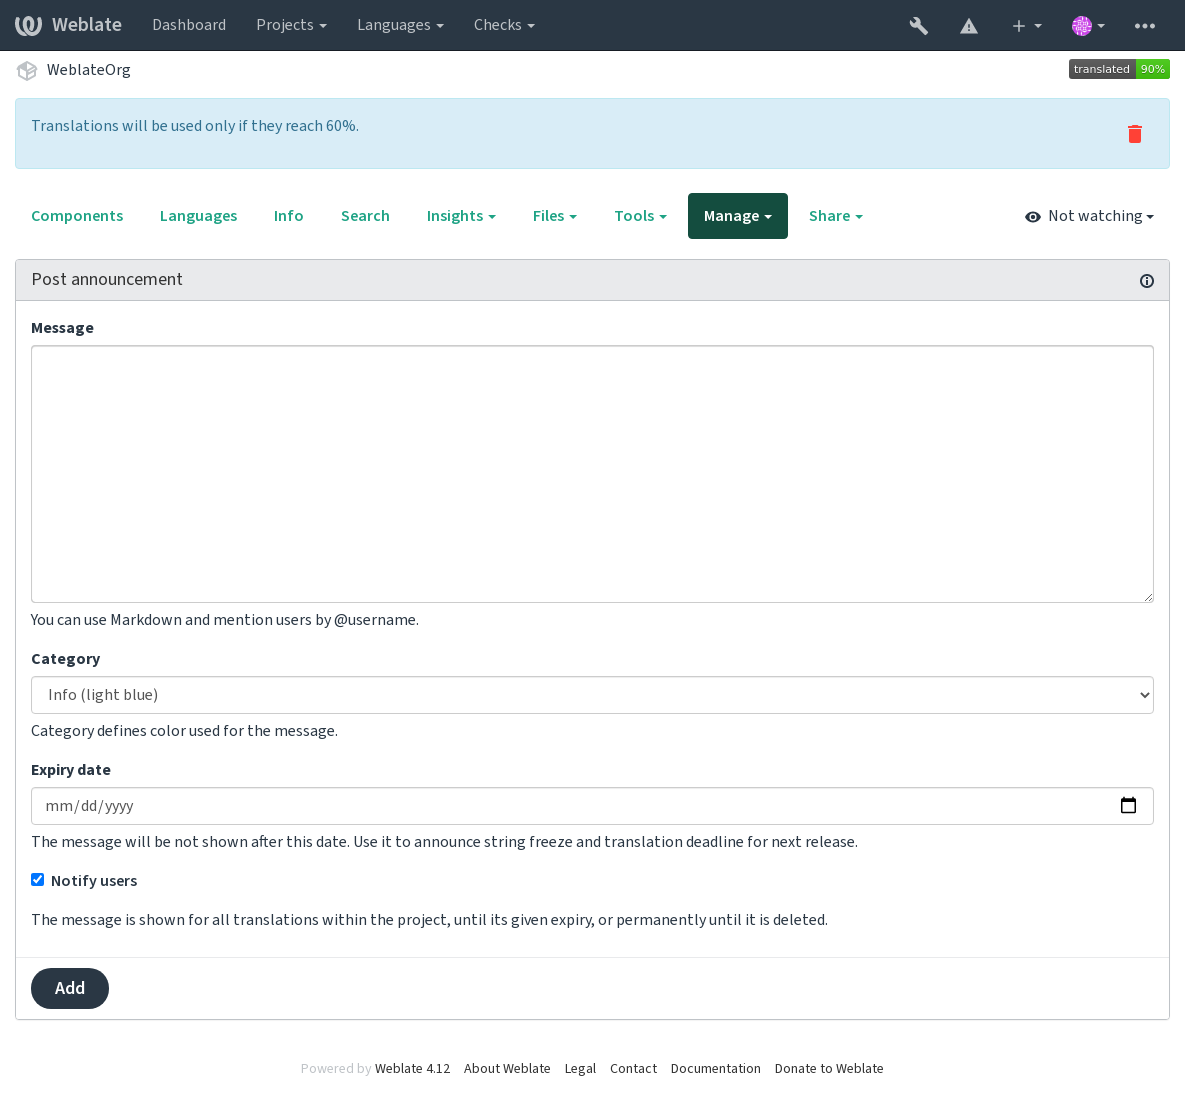 Weblate Dashboard Projects Languages Checks
WeblateOrg translated 90%
Translations will be used only if they reach 60%.
Components Languages Info Search Insights Files Tools Manage Share Not watching
Post announcement
Message
You can use Markdown and mention users by @username.
Category
Info (light blue)
Category defines color used for the message.
Expiry date
mm/dd/yyyy
The message will be not shown after this date. Use it to announce string freeze and translation deadline for next release.
Notify users
The message is shown for all translations within the project, until its given expiry, or permanently until it is deleted.
Add
Powered by Weblate 4.12 About Weblate Legal Contact Documentation Donate to Weblate